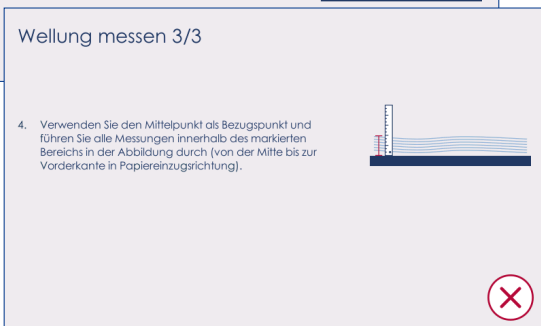 Wellung messen 3/3
4. Verwenden Sie den Mittelpunkt als Bezugspunkt und
führen Sie alle Messungen innerhalb des markierten
Bereichs in der Abbildung durch (von der Mitte bis zur
Vorderkante in Papiereinzugsrichtung).